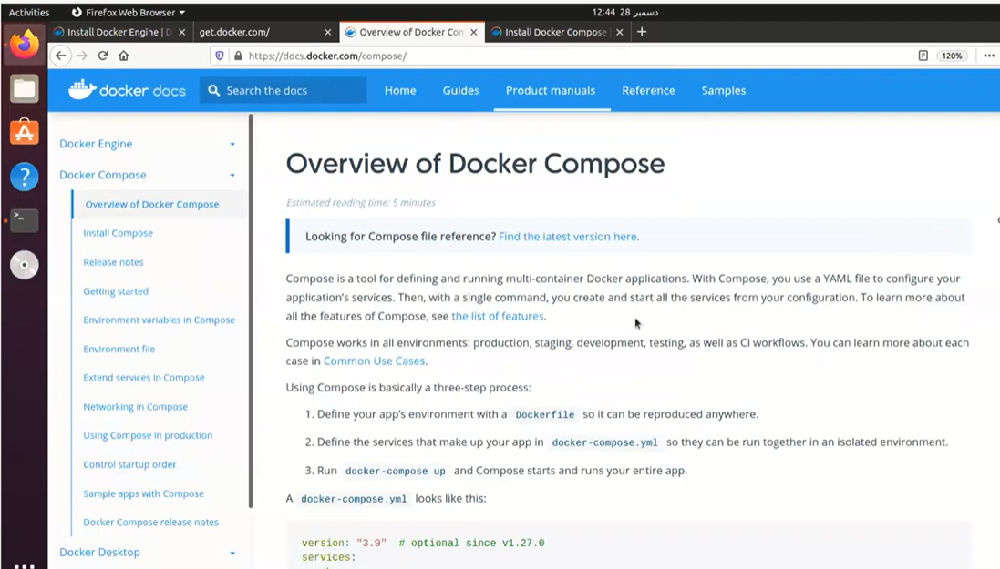 Activities
Firefox Web Browser
12:44 28 دسمبر
Install Docker Engine | D
get.docker.com/
Overview of Docker Con
Install Docker Compose
https://docs.docker.com/compose/
120%
docker docs
Search the docs
Home
Guides
Product manuals
Reference
Samples
Docker Engine
Docker Compose
Overview of Docker Compose
Install Compose
Release notes
Getting started
Environment variables in Compose
Environment file
Extend services in Compose
Networking in Compose
Using Compose in production
Control startup order
Sample apps with Compose
Docker Compose release notes
Docker Desktop
Overview of Docker Compose
Estimated reading time: 5 minutes
Looking for Compose file reference? Find the latest version here.
Compose is a tool for defining and running multi-container Docker applications. With Compose, you use a YAML file to configure your
application's services. Then, with a single command, you create and start all the services from your configuration. To learn more about
all the features of Compose, see the list of features.
Compose works in all environments: production, staging, development, testing, as well as CI workflows. You can learn more about each
case in Common Use Cases.
Using Compose is basically a three-step process:
1. Define your app's environment with a Dockerfile so it can be reproduced anywhere.
2. Define the services that make up your app in docker-compose.yml so they can be run together in an isolated environment.
3. Run docker-compose up and Compose starts and runs your entire app.
A docker-compose.yml looks like this:
version: "3.9" # optional since v1.27.0
services: